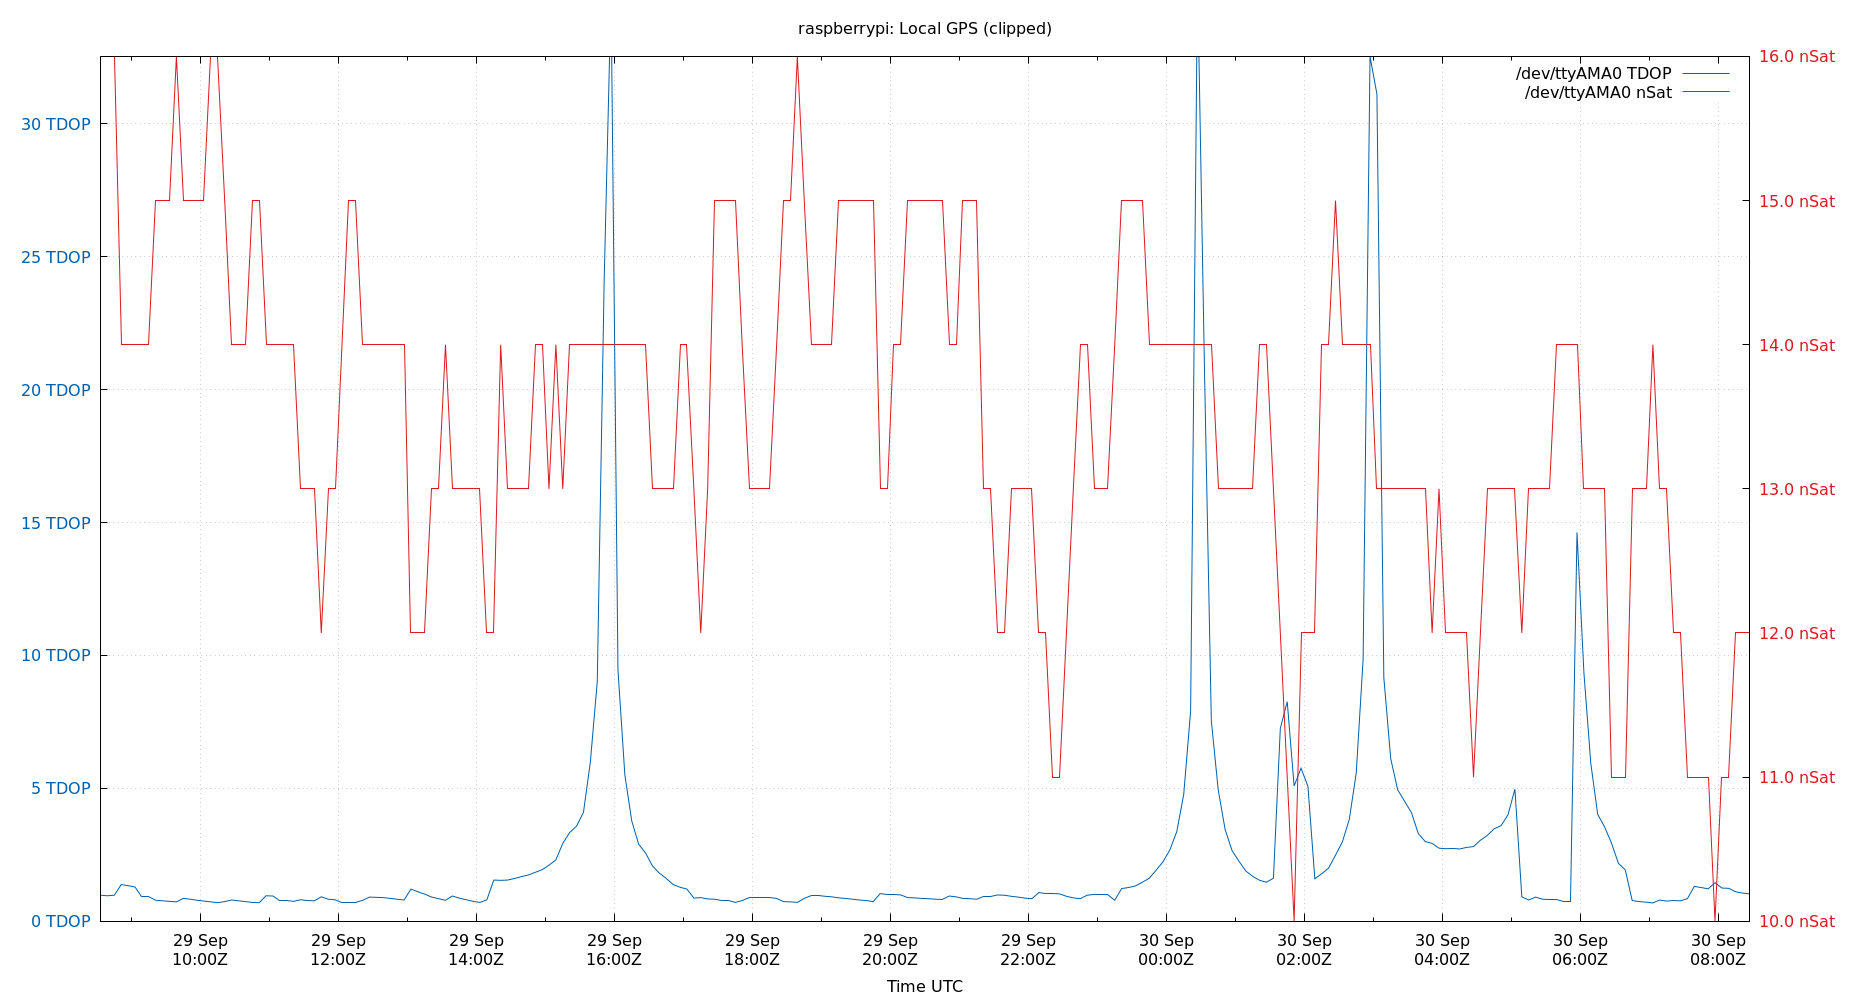 raspberrypi: Local GPS (clipped)
/dev/ttyAMA0 TDOP
/dev/ttyAMA0 nSat
30 TDOP
25 TDOP
20 TDOP
15 TDOP
10 TDOP
5 TDOP
0 TDOP
16.0 nSat
15.0 nSat
14.0 nSat
13.0 nSat
12.0 nSat
11.0 nSat
10.0 nSat
29 Sep
10:00Z
29 Sep
12:00Z
29 Sep
14:00Z
29 Sep
16:00Z
29 Sep
18:00Z
29 Sep
20:00Z
29 Sep
22:00Z
30 Sep
00:00Z
30 Sep
02:00Z
30 Sep
04:00Z
30 Sep
06:00Z
30 Sep
08:00Z
Time UTC